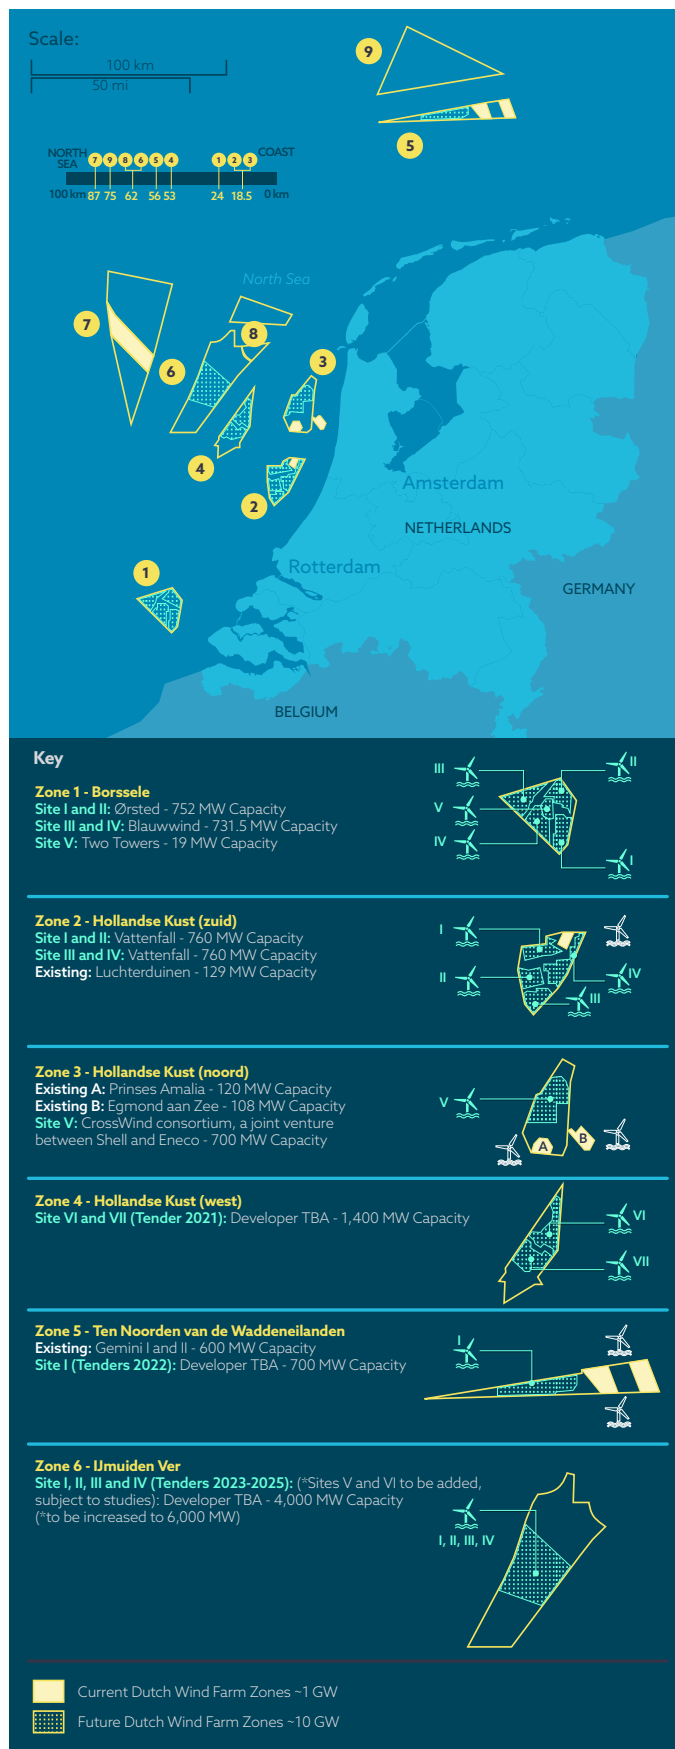 Scale:
100 km
50 mi
9
5
NORTH SEA
7 9 8 6 5 4 1 2 3
COAST
100 km 87 75 62 56 53 24 18.5 0 km
North Sea
7
8
6
3
4
2
Amsterdam
NETHERLANDS
1
Rotterdam
GERMANY
BELGIUM
Key
Zone 1 - Borssele
Site I and II: Ørsted - 752 MW Capacity
Site III and IV: Blauwwind - 731.5 MW Capacity
Site V: Two Towers - 19 MW Capacity
III
II
V
IV
I
Zone 2 - Hollandse Kust (zuid)
Site I and II: Vattenfall - 760 MW Capacity
Site III and IV: Vattenfall - 760 MW Capacity
Existing: Luchterduinen - 129 MW Capacity
I
II
IV
III
Zone 3 - Hollandse Kust (noord)
Existing A: Prinses Amalia - 120 MW Capacity
Existing B: Egmond aan Zee - 108 MW Capacity
Site V: CrossWind consortium, a joint venture
between Shell and Eneco - 700 MW Capacity
V
A
B
Zone 4 - Hollandse Kust (west)
Site VI and VII (Tender 2021): Developer TBA - 1,400 MW Capacity
VI
VII
Zone 5 - Ten Noorden van de Waddeneilanden
Existing: Gemini I and II - 600 MW Capacity
Site I (Tenders 2022): Developer TBA - 700 MW Capacity
I
Zone 6 - IJmuiden Ver
Site I, II, III and IV (Tenders 2023-2025): (*Sites V and VI to be added,
subject to studies): Developer TBA - 4,000 MW Capacity
(*to be increased to 6,000 MW)
I, II, III, IV
Current Dutch Wind Farm Zones ~1 GW
Future Dutch Wind Farm Zones ~10 GW